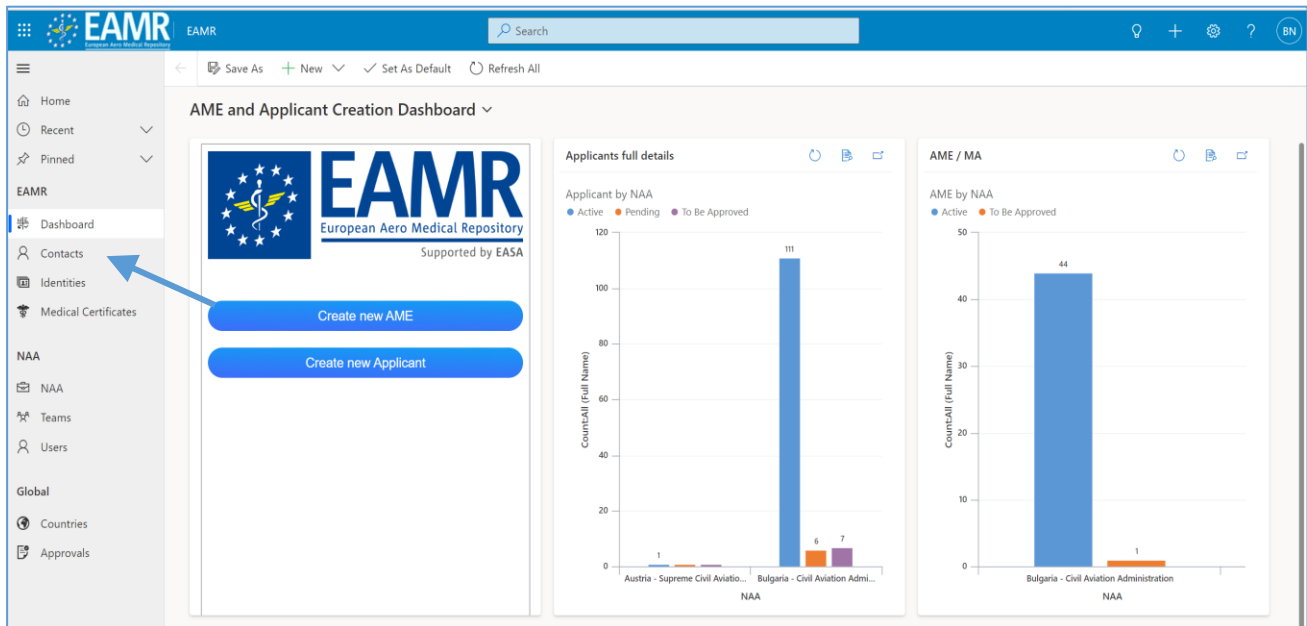 EAMR
European Aero Medical Repository
EAMR
Search
?
BN
Save As
New
Set As Default
Refresh All
Home
Recent
Pinned
EAMR
Dashboard
Contacts
Identities
Medical Certificates
NAA
NAA
Teams
Users
Global
Countries
Approvals
AME and Applicant Creation Dashboard
EAMR
European Aero Medical Repository
Supported by EASA
Create new AME
Create new Applicant
Applicants full details
Applicant by NAA
Active Pending To Be Approved
120
100
80
60
40
20
0
Count:All (Full Name)
1
111
6
7
Austria - Supreme Civil Aviatio...
Bulgaria - Civil Aviation Admi...
NAA
AME / MA
AME by NAA
Active To Be Approved
50
40
30
20
10
0
Count:All (Full Name)
44
1
Bulgaria - Civil Aviation Administration
NAA